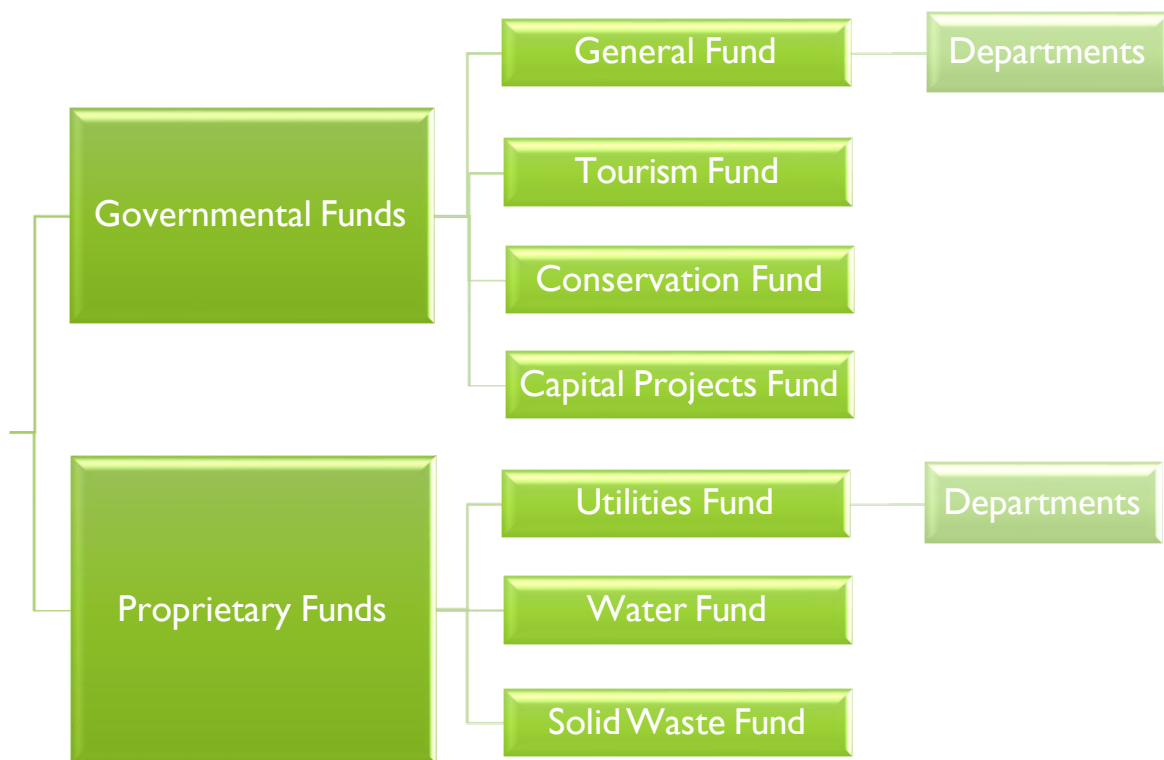 General Fund
Departments
Tourism Fund
Governmental Funds
Conservation Fund
Capital Projects Fund
Utilities Fund
Departments
Proprietary Funds
Water Fund
Solid Waste Fund